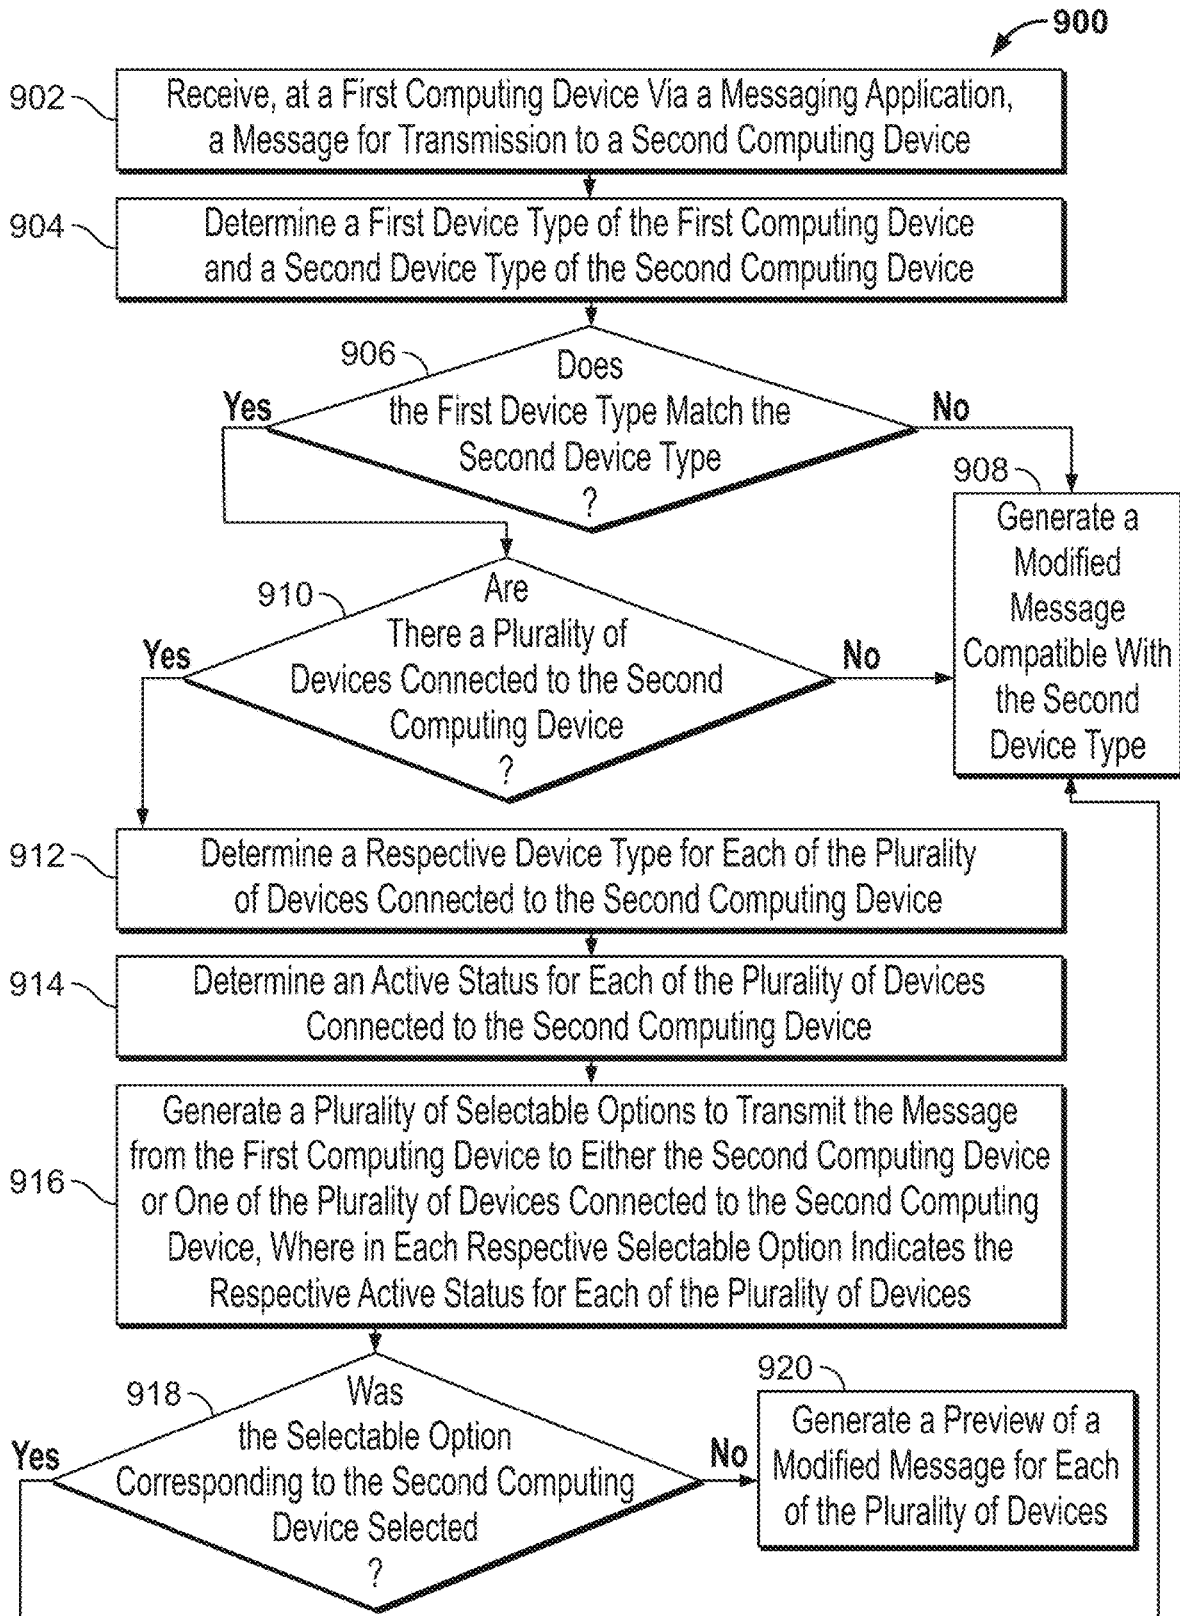 900
902
Receive, at a First Computing Device Via a Messaging Application,
a Message for Transmission to a Second Computing Device
904
Determine a First Device Type of the First Computing Device
and a Second Device Type of the Second Computing Device
906
Does
the First Device Type Match the
Second Device Type
?
Yes
No
908
Generate a
Modified
Message
Compatible With
the Second
Device Type
910
Are
There a Plurality of
Devices Connected to the Second
Computing Device
?
Yes
No
912
Determine a Respective Device Type for Each of the Plurality
of Devices Connected to the Second Computing Device
914
Determine an Active Status for Each of the Plurality of Devices
Connected to the Second Computing Device
916
Generate a Plurality of Selectable Options to Transmit the Message
from the First Computing Device to Either the Second Computing Device
or One of the Plurality of Devices Connected to the Second Computing
Device, Where in Each Respective Selectable Option Indicates the
Respective Active Status for Each of the Plurality of Devices
918
Was
the Selectable Option
Corresponding to the Second Computing
Device Selected
?
Yes
No
920
Generate a Preview of a
Modified Message for Each
of the Plurality of Devices